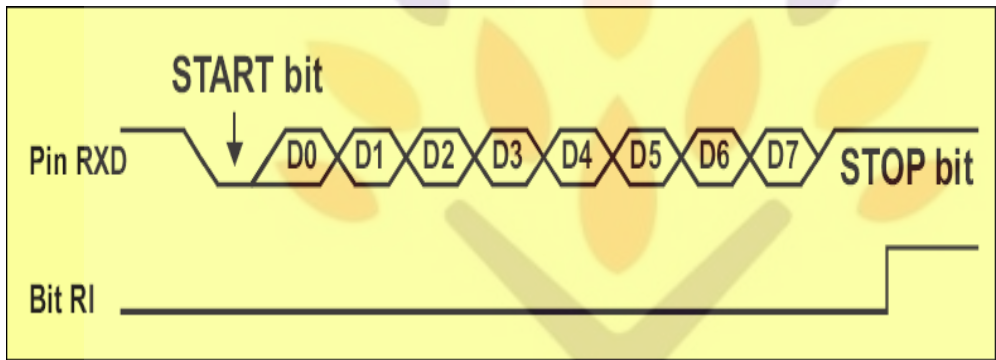 START bit
Pin RXD
D0 D1 D2 D3 D4 D5 D6 D7
STOP bit
Bit RI